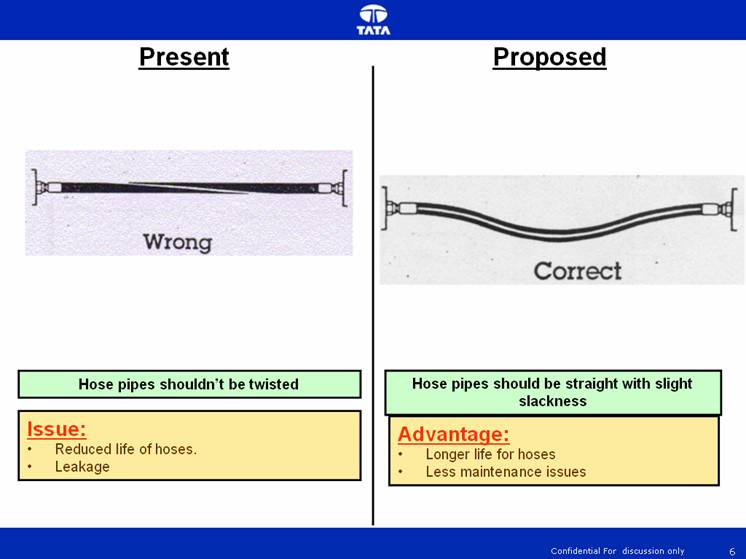 TATA
Present
Wrong
Hose pipes shouldn't be twisted
Issue:
• Reduced life of hoses.
• Leakage
Proposed
Correct
Hose pipes should be straight with slight
slackness
Advantage:
• Longer life for hoses
• Less maintenance issues
Confidential For discussion only
6